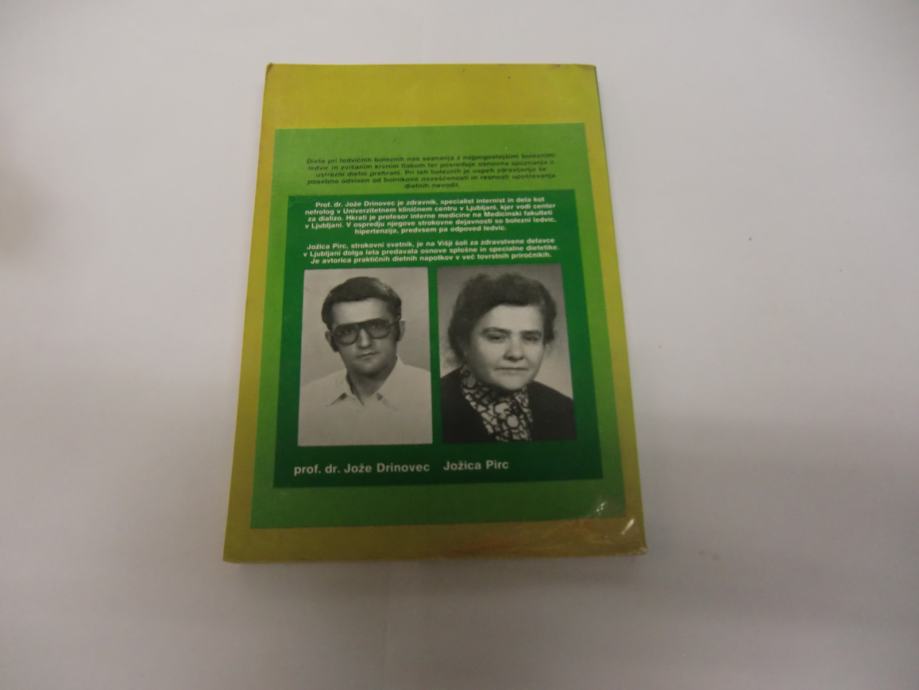 Dieta pri ledvičnih boleznih nas seznanja z najpogostejšimi boleznimi
ledvic in zvišanim krvnim tlakom ter posreduje osnovna spoznanja o
ustrezni dietni prehrani. Pri teh boleznih je uspeh zdravljenja še
posebno odvisen od bolnikove osveščenosti in resnosti upoštevanja
dietnih navodil.
Prof. dr. Jože Drinovec je zdravnik, specialist internist in dela kot
nefrolog v Univerzitetnem kliničnem centru v Ljubljani, kjer vodi center
za dializo. Hkrati je profesor interne medicine na Medicinski fakulteti
v Ljubljani. V ospredju njegove strokovne dejavnosti so bolezni ledvic,
hipertenzija, predvsem pa odpoved ledvic.
Jožica Pirc, strokovni svetnik, je na Višji šoli za zdravstvene delavce
v Ljubljani dolga leta predavala osnove splošne in specialne dietetike.
Je avtorica praktičnih dietnih napotkov v več tovrstnih priročnikih.
prof. dr. Jože Drinovec Jožica Pirc